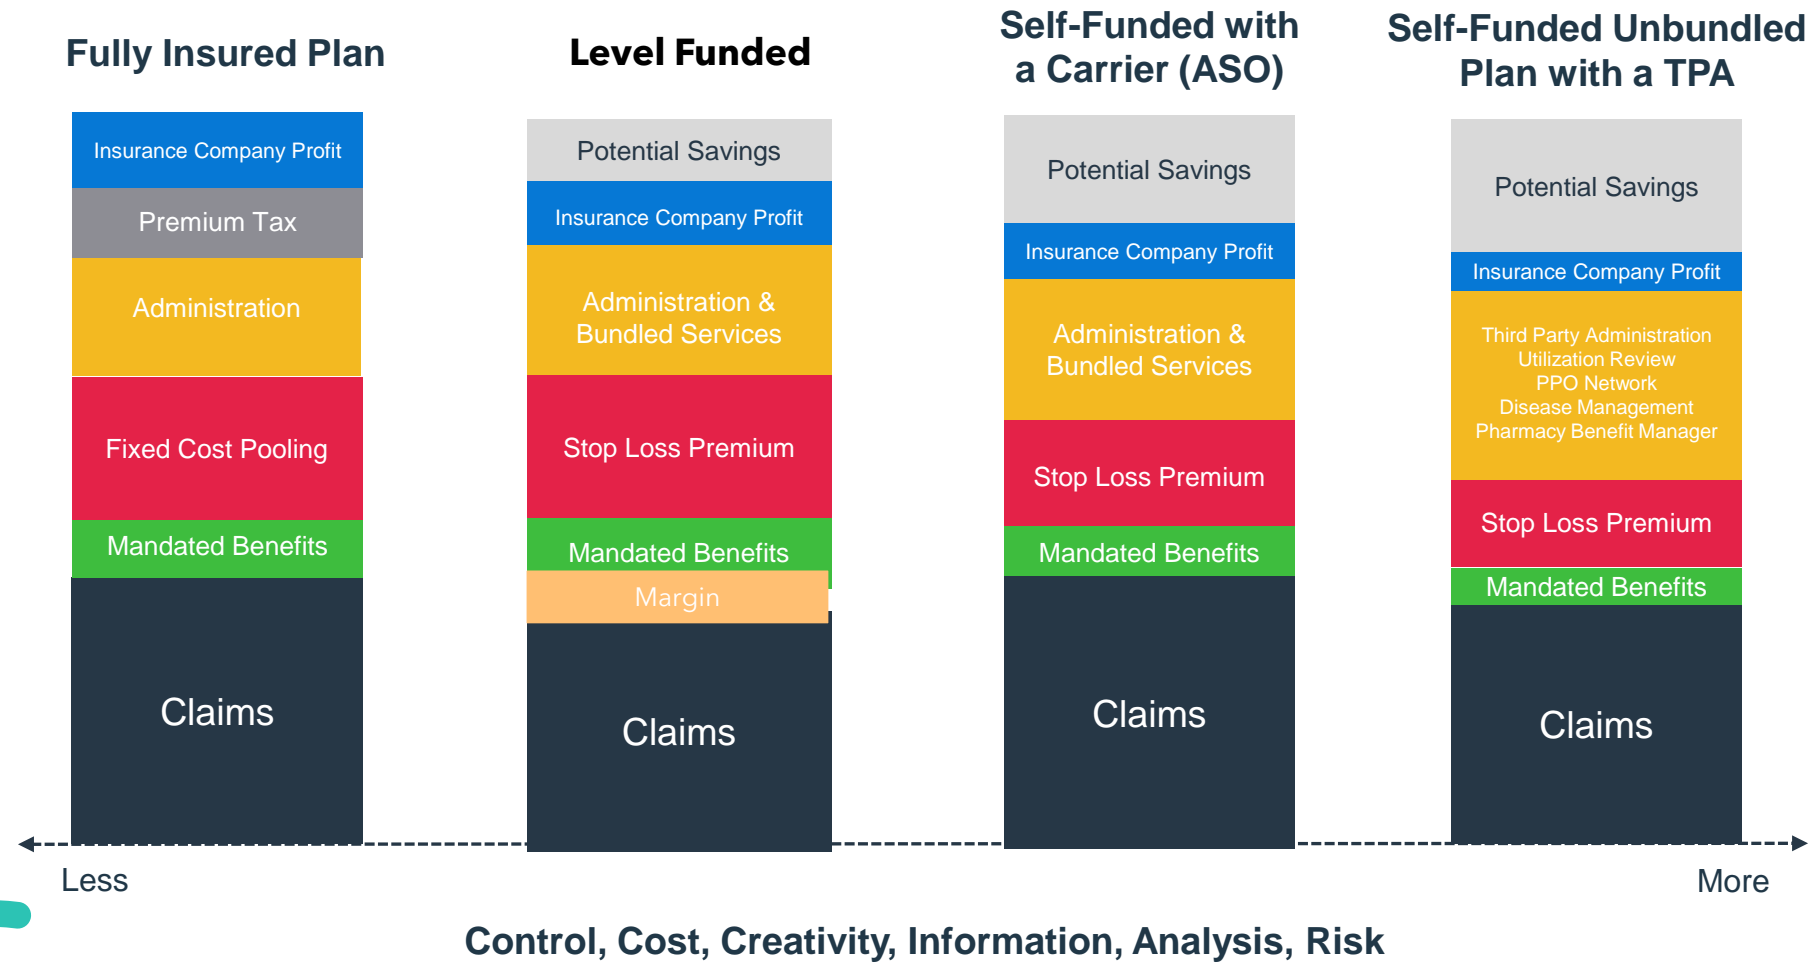 Fully Insured Plan
Insurance Company Profit
Premium Tax
Administration
Fixed Cost Pooling
Mandated Benefits
Claims
Level Funded
Potential Savings
Insurance Company Profit
Administration &
Bundled Services
Stop Loss Premium
Mandated Benefits
Margin
Claims
Self-Funded with
a Carrier (ASO)
Potential Savings
Insurance Company Profit
Administration &
Bundled Services
Stop Loss Premium
Mandated Benefits
Claims
Self-Funded Unbundled
Plan with a TPA
Potential Savings
Insurance Company Profit
Third Party Administration
Utilization Review
PPO Network
Disease Management
Pharmacy Benefit Manager
Stop Loss Premium
Mandated Benefits
Claims
Less
More
Control, Cost, Creativity, Information, Analysis, Risk